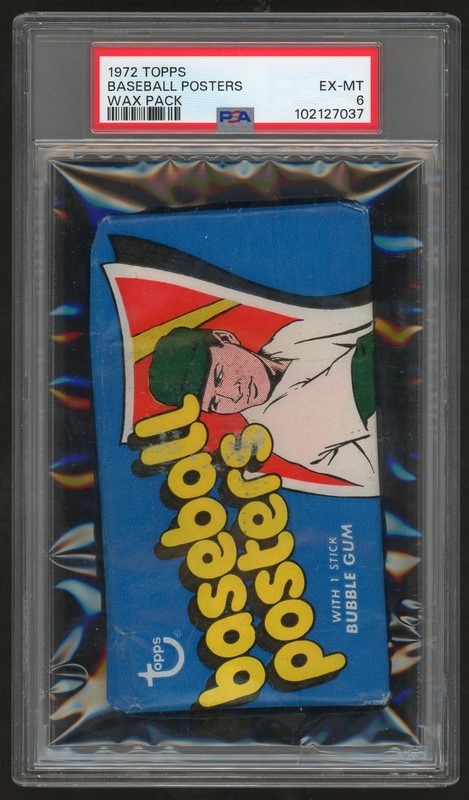 1972 TOPPS
BASEBALL POSTERS
WAX PACK
EX-MT
6
102127037
PSA
baseball
posters
WITH 1 STICK
BUBBLE GUM
topps